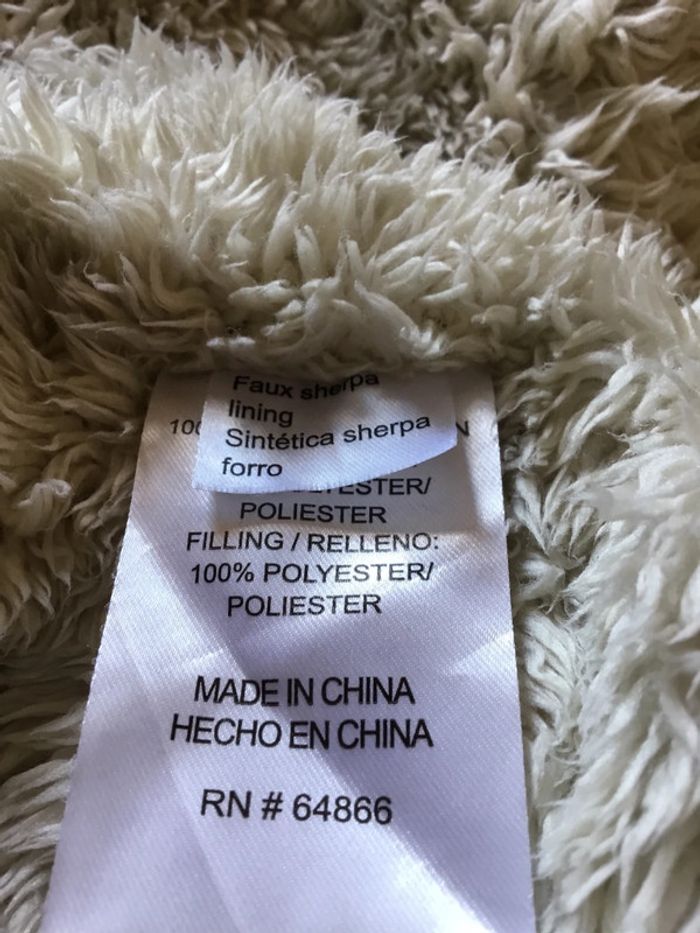 Faux sherpa
lining
Sintética sherpa
forro
POLIESTER
FILLING / RELLENO:
100% POLYESTER/
POLIESTER
MADE IN CHINA
HECHO EN CHINA
RN # 64866